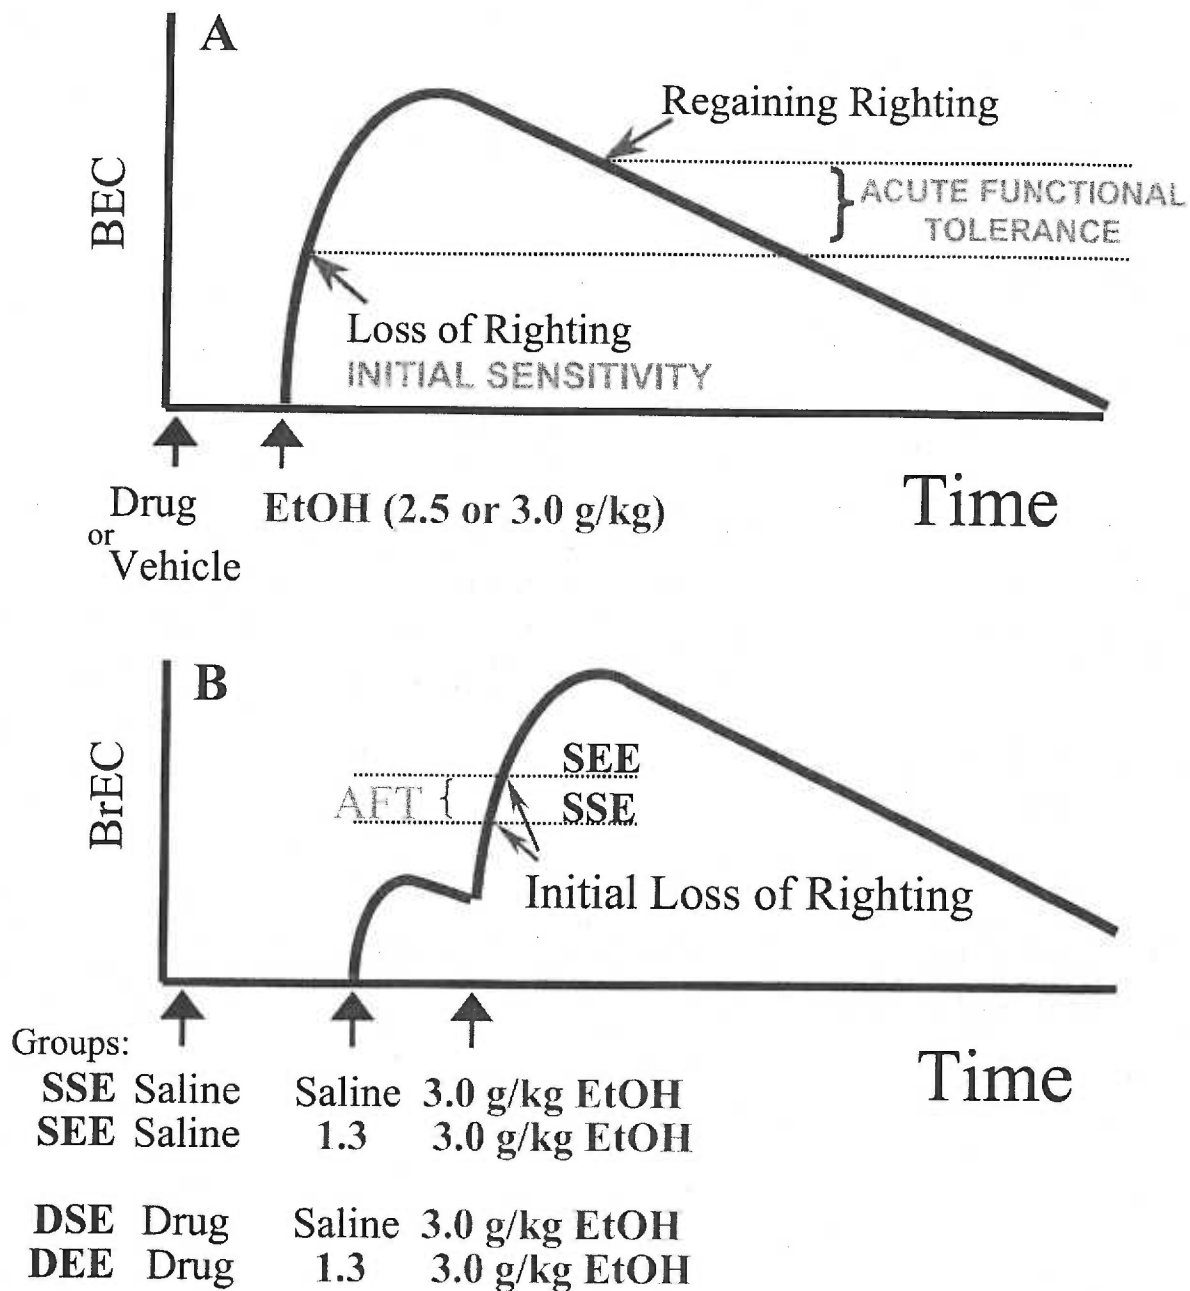 A
BEC
Regaining Righting
ACUTE FUNCTIONAL
TOLERANCE
Loss of Righting
INITIAL SENSITIVITY
Drug
or
Vehicle
EtOH (2.5 or 3.0 g/kg)
Time
B
BrEC
SEE
AFT
SSE
Initial Loss of Righting
Time
Groups:
SSE Saline Saline 3.0 g/kg EtOH
SEE Saline 1.3 3.0 g/kg EtOH
DSE Drug Saline 3.0 g/kg EtOH
DEE Drug 1.3 3.0 g/kg EtOH